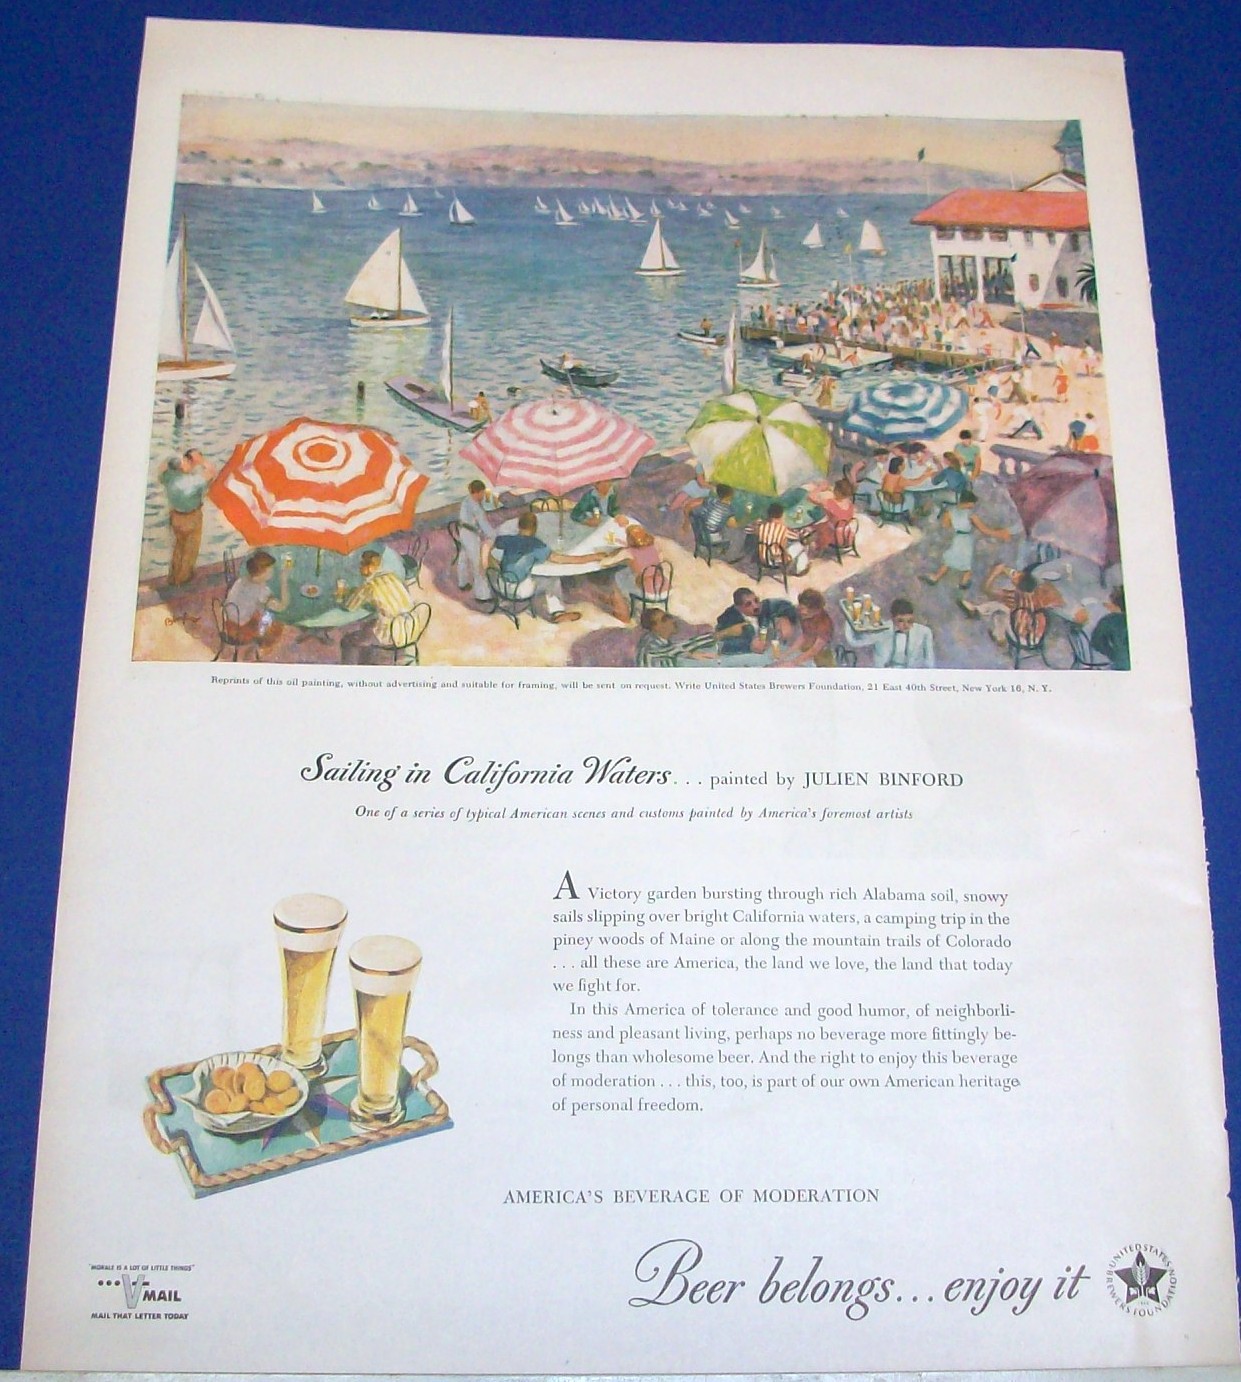 Reprints of this oil painting, without advertising and suitable for framing, will be sent on request. Write United States Brewers Foundation, 21 East 40th Street, New York 16, N. Y.
Sailing in California Waters. . . painted by JULIEN BINFORD
One of a series of typical American scenes and customs painted by America's foremost artists
A Victory garden bursting through rich Alabama soil, snowy
sails slipping over bright California waters, a camping trip in the
piney woods of Maine or along the mountain trails of Colorado
. . . all these are America, the land we love, the land that today
we fight for.
In this America of tolerance and good humor, of neighborli-
ness and pleasant living, perhaps no beverage more fittingly be-
longs than wholesome beer. And the right to enjoy this beverage
of moderation . . . this, too, is part of our own American heritage
of personal freedom.
AMERICA'S BEVERAGE OF MODERATION
Beer belongs...enjoy it
UNITED STATES BREWERS FOUNDATION
"MORALE IS A LOT OF LITTLE THINGS"
...V-MAIL
MAIL THAT LETTER TODAY